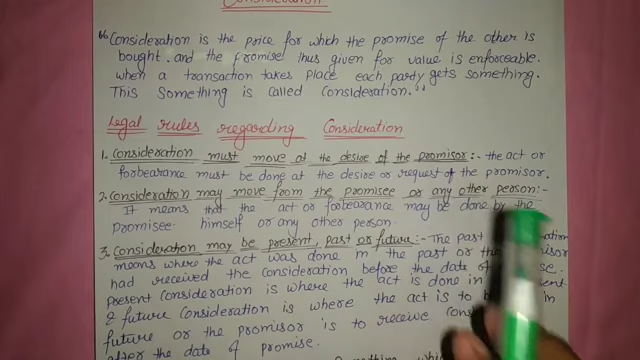 Consideration
"Consideration is the price for which the promise of the other is
bought. and the promise thus given for value is enforceable.
When a transaction takes place each party gets something.
This something is called consideration."
Legal rules regarding Consideration
1. Consideration must move at the desire of the promisor:- the act or
forbearance must be done at the desire or request of the promisor.
2. Consideration may move from the promisee or any other person:-
It means that the act or forbearance may be done by the
promisee himself or any other person.
3. Consideration may be present, past or future:- The past
means where the act was done in the past or the
had received the consideration before the date of
present consideration is where the act is done in
& future consideration is where the act is to in
future or the promisor is to receive
after the date of promise.